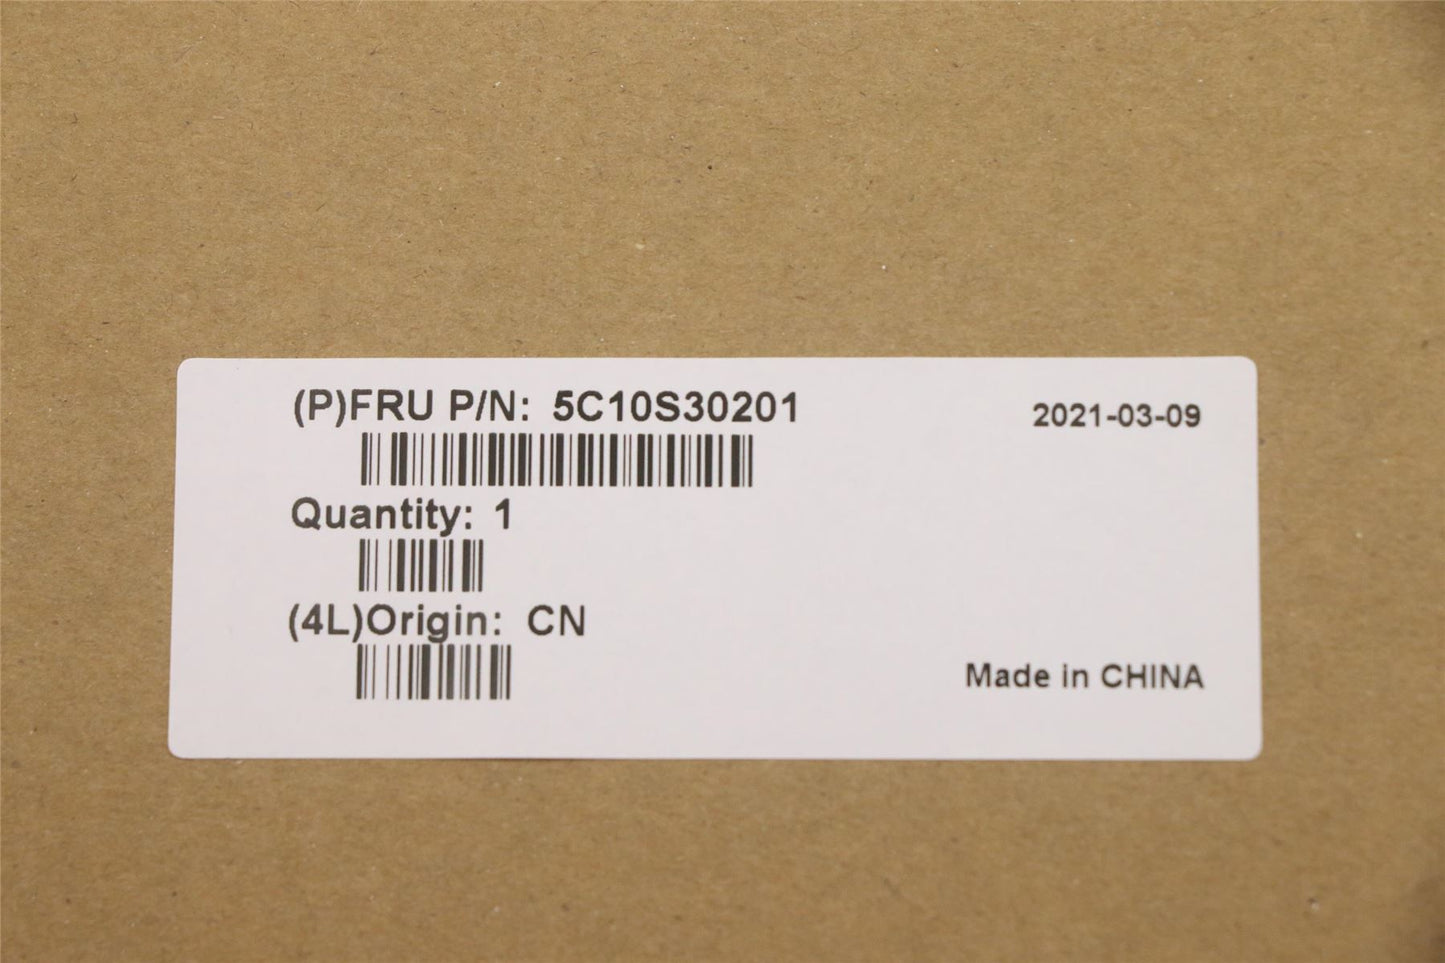 (P)FRU P/N: 5C10S30201
2021-03-09
Quantity: 1
(4L)Origin: CN
Made in CHINA